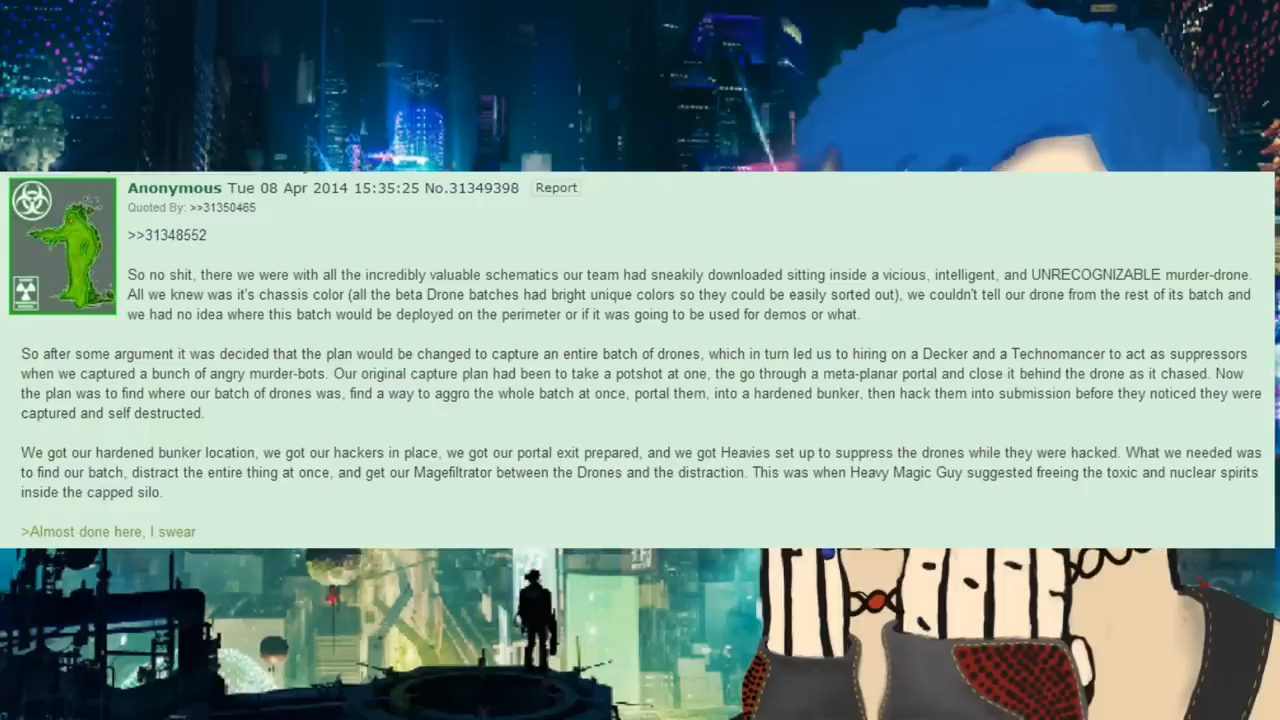 Anonymous Tue 08 Apr 2014 15:35:25 No.31349398 Report
Quoted By: >>31350465
>>31348552
So no shit, there we were with all the incredibly valuable schematics our team had sneakily downloaded sitting inside a vicious, intelligent, and UNRECOGNIZABLE murder-drone.
All we knew was it's chassis color (all the beta Drone batches had bright unique colors so they could be easily sorted out), we couldn't tell our drone from the rest of its batch and
we had no idea where this batch would be deployed on the perimeter or if it was going to be used for demos or what.
So after some argument it was decided that the plan would be changed to capture an entire batch of drones, which in turn led us to hiring on a Decker and a Technomancer to act as suppressors
when we captured a bunch of angry murder-bots. Our original capture plan had been to take a potshot at one, the go through a meta-planar portal and close it behind the drone as it chased. Now
the plan was to find where our batch of drones was, find a way to aggro the whole batch at once, portal them, into a hardened bunker, then hack them into submission before they noticed they were
captured and self destructed.
We got our hardened bunker location, we got our hackers in place, we got our portal exit prepared, and we got Heavies set up to suppress the drones while they were hacked. What we needed was
to find our batch, distract the entire thing at once, and get our Magefiltrator between the Drones and the distraction. This was when Heavy Magic Guy suggested freeing the toxic and nuclear spirits
inside the capped silo.
>Almost done here, I swear